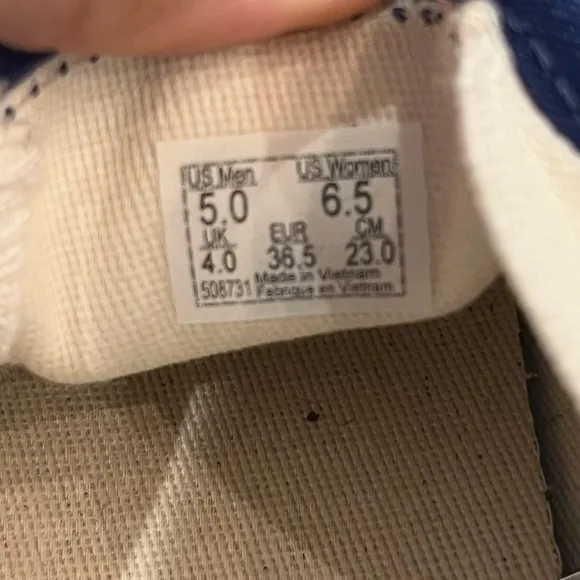 US Men US Women
5.0 6.5
UK EUR CM
4.0 36.5 23.0
508731 Made in Vietnam
Fabrique en Vietnam